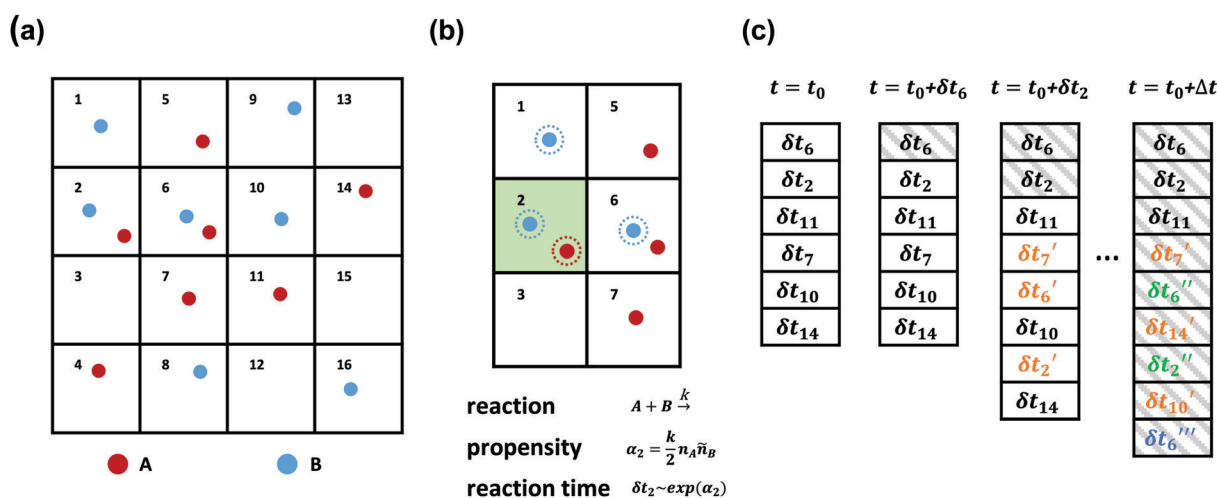 (a)
1 5 9 13
2 6 10 14
3 7 11 15
4 8 12 16
A B
(b)
1 5
2 6
3 7
reaction A + B →ᵏ
propensity α₂ = k/2 n_A ñ_B
reaction time δt₂~exp(α₂)
(c)
t = t₀ t = t₀+δt₆ t = t₀+δt₂ t = t₀+Δt
δt₆ δt₆ δt₆ δt₆
δt₂ δt₂ δt₂ δt₂
δt₁₁ δt₁₁ δt₁₁ δt₁₁
δt₇ δt₇ δt₇′ ... δt₇′
δt₁₀ δt₁₀ δt₆′ δt₆′′
δt₁₄ δt₁₄ δt₁₀ δt₁₄′
δt₂′ δt₂′′
δt₁₄ δt₁₀′
δt₆′′′